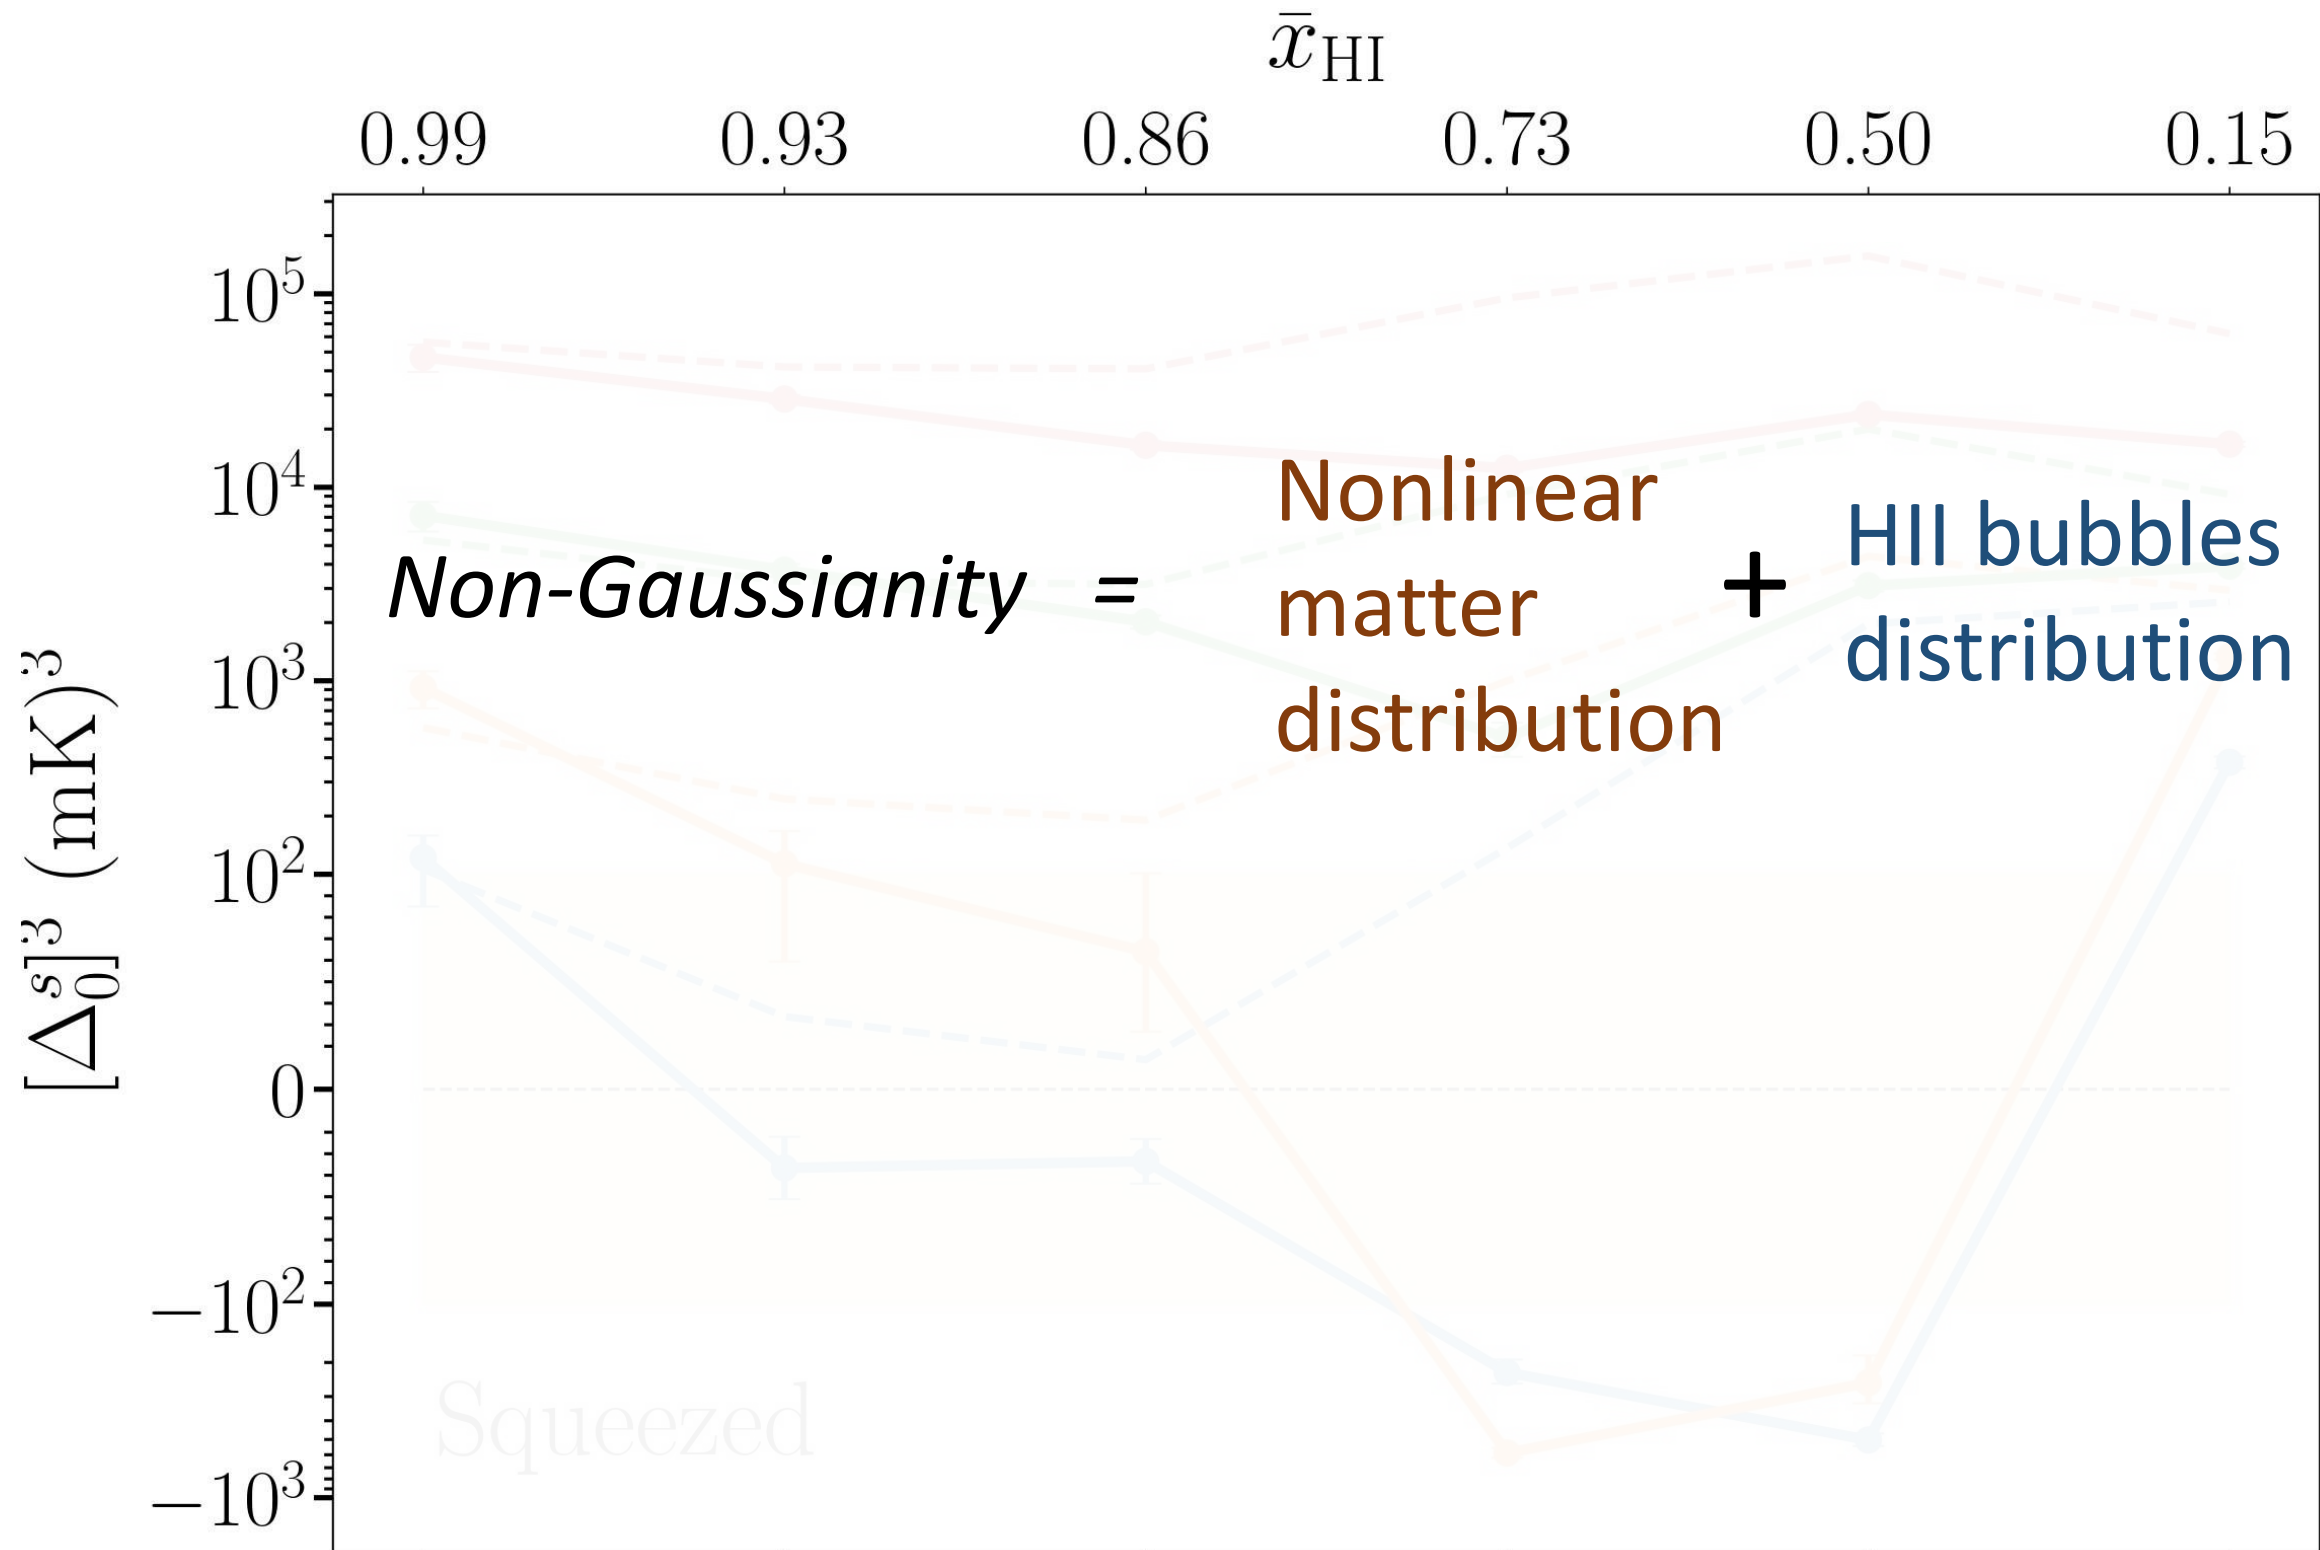 x̄HI
0.99 0.93 0.86 0.73 0.50 0.15
[Δ₀ˢ]³ (mK)³
10⁵
10⁴
10³
10²
0
−10²
−10³
Non-Gaussianity =
Nonlinear
matter
distribution
+
HII bubbles
distribution
Squeezed